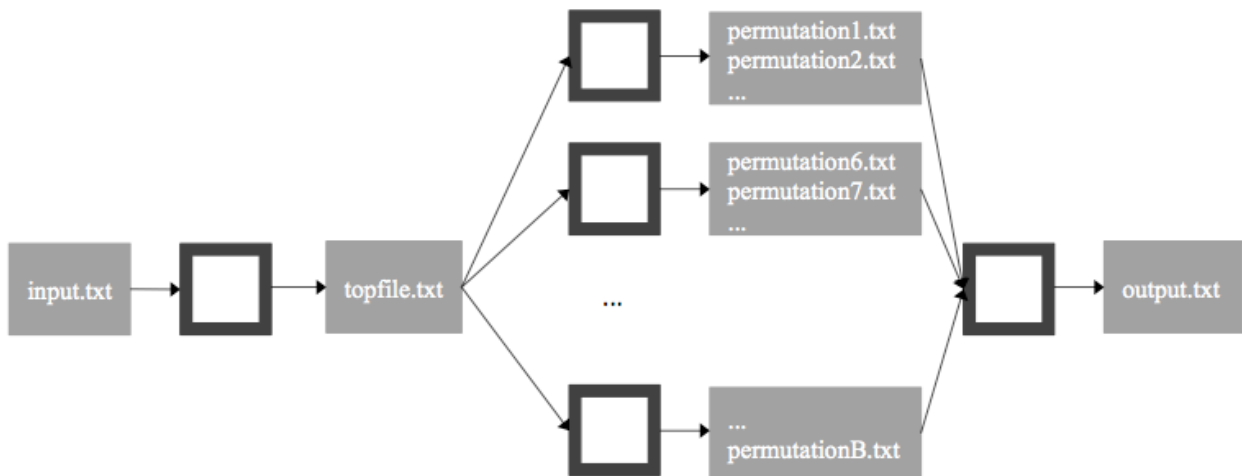 input.txt
topfile.txt
permutation1.txt
permutation2.txt
...
permutation6.txt
permutation7.txt
...
...
...
permutationB.txt
output.txt